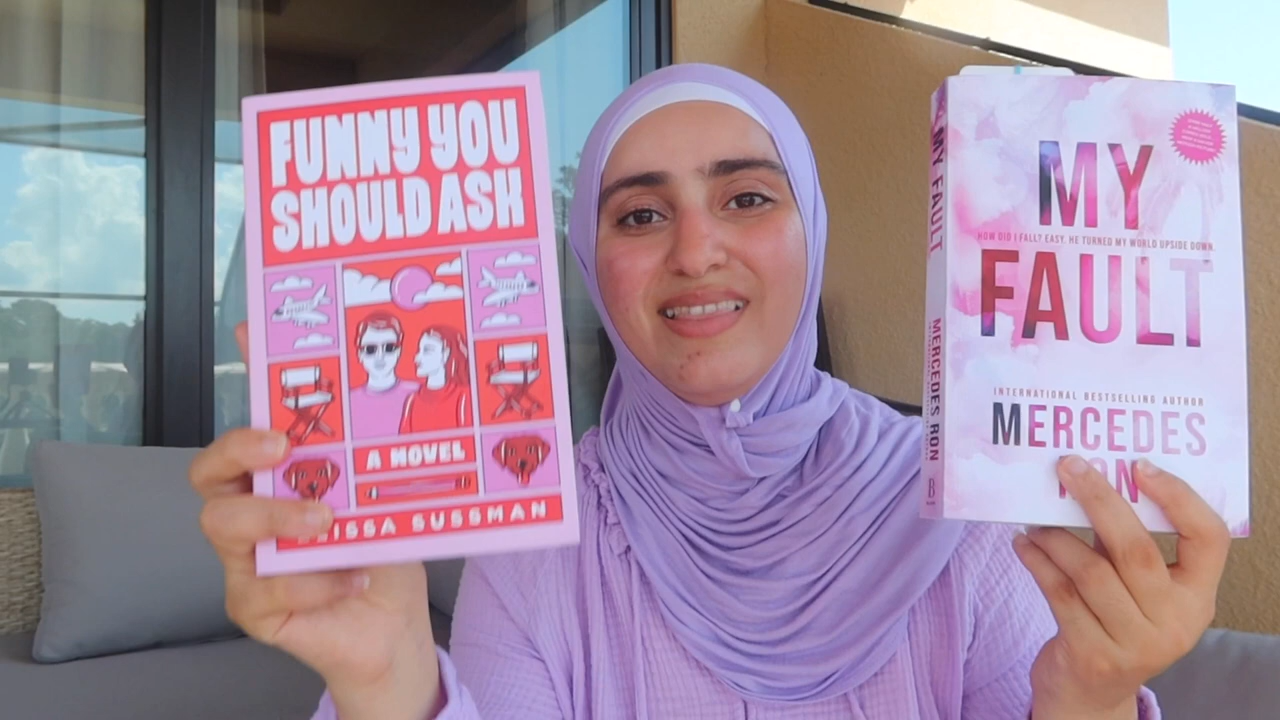 FUNNY YOU
SHOULD ASK
A NOVEL
SUSSMAN
MY FAULT
MERCEDES RON
MY
HOW DID I FALL? EASY. HE TURNED MY WORLD UPSIDE DOWN.
FAULT
INTERNATIONAL BESTSELLING AUTHOR
MERCEDES
RON